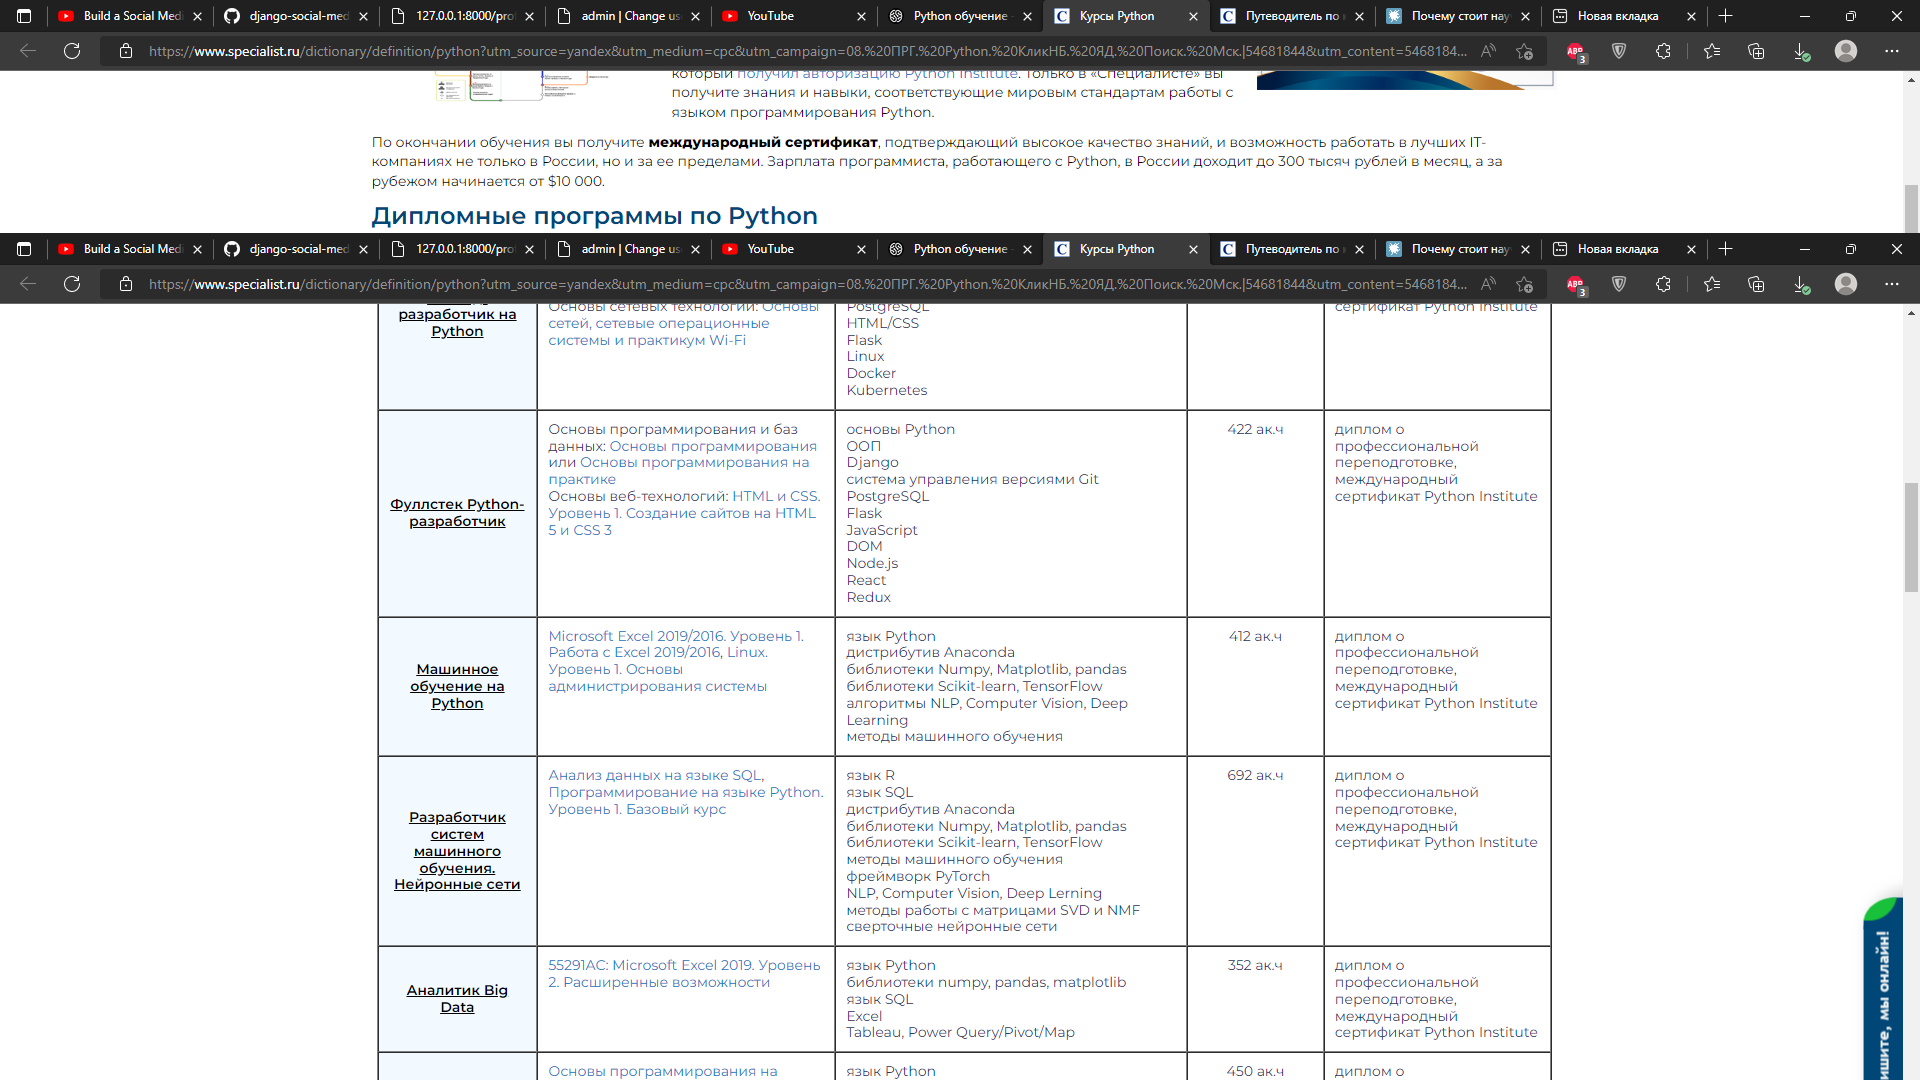 Build a Social Medi
django-social-med
127.0.0.1:8000/pro
admin | Change us
YouTube
Python обучение
Курсы Python
Путеводитель по
Почему стоит нау
Новая вкладка
https://www.specialist.ru/dictionary/definition/python?utm_source=yandex&utm_medium=cpc&utm_campaign=08.%20ПРГ.%20Python.%20КликНБ.%20ЯД.%20Поиск.%20Мск.|54681844&utm_content=5468184...
ABP
3
который получил авторизацию Python Institute. Только в «Специалисте» вы
получите знания и навыки, соответствующие мировым стандартам работы с
языком программирования Python.
По окончании обучения вы получите международный сертификат, подтверждающий высокое качество знаний, и возможность работать в лучших IT-
компаниях не только в России, но и за ее пределами. Зарплата программиста, работающего с Python, в России доходит до 300 тысяч рублей в месяц, а за
рубежом начинается от $10 000.
Дипломные программы по Python
Build a Social Medi
django-social-med
127.0.0.1:8000/pro
admin | Change us
YouTube
Python обучение
Курсы Python
Путеводитель по
Почему стоит нау
Новая вкладка
https://www.specialist.ru/dictionary/definition/python?utm_source=yandex&utm_medium=cpc&utm_campaign=08.%20ПРГ.%20Python.%20КликНБ.%20ЯД.%20Поиск.%20Мск.|54681844&utm_content=5468184...
ABP
3
разработчик на
Python
Основы сетевых технологий: Основы
сетей, сетевые операционные
системы и практикум Wi-Fi
PostgreSQL
HTML/CSS
Flask
Linux
Docker
Kubernetes
сертификат Python Institute
Фуллстек Python-
разработчик
Основы программирования и баз
данных: Основы программирования
или Основы программирования на
практике
Основы веб-технологий: HTML и CSS.
Уровень 1. Создание сайтов на HTML
5 и CSS 3
основы Python
ООП
Django
система управления версиями Git
PostgreSQL
Flask
JavaScript
DOM
Node.js
React
Redux
422 ак.ч
диплом о
профессиональной
переподготовке,
международный
сертификат Python Institute
Машинное
обучение на
Python
Microsoft Excel 2019/2016. Уровень 1.
Работа с Excel 2019/2016, Linux.
Уровень 1. Основы
администрирования системы
язык Python
дистрибутив Anaconda
библиотеки Numpy, Matplotlib, pandas
библиотеки Scikit-learn, TensorFlow
алгоритмы NLP, Computer Vision, Deep
Learning
методы машинного обучения
412 ак.ч
диплом о
профессиональной
переподготовке,
международный
сертификат Python Institute
Разработчик
систем
машинного
обучения.
Нейронные сети
Анализ данных на языке SQL,
Программирование на языке Python.
Уровень 1. Базовый курс
язык R
язык SQL
дистрибутив Anaconda
библиотеки Numpy, Matplotlib, pandas
библиотеки Scikit-learn, TensorFlow
методы машинного обучения
фреймворк PyTorch
NLP, Computer Vision, Deep Lerning
методы работы с матрицами SVD и NMF
сверточные нейронные сети
692 ак.ч
диплом о
профессиональной
переподготовке,
международный
сертификат Python Institute
Аналитик Big
Data
55291AC: Microsoft Excel 2019. Уровень
2. Расширенные возможности
язык Python
библиотеки numpy, pandas, matplotlib
язык SQL
Excel
Tableau, Power Query/Pivot/Map
352 ак.ч
диплом о
профессиональной
переподготовке,
международный
сертификат Python Institute
Основы программирования на
язык Python
450 ак.ч
диплом о
ишите, мы онлайн!